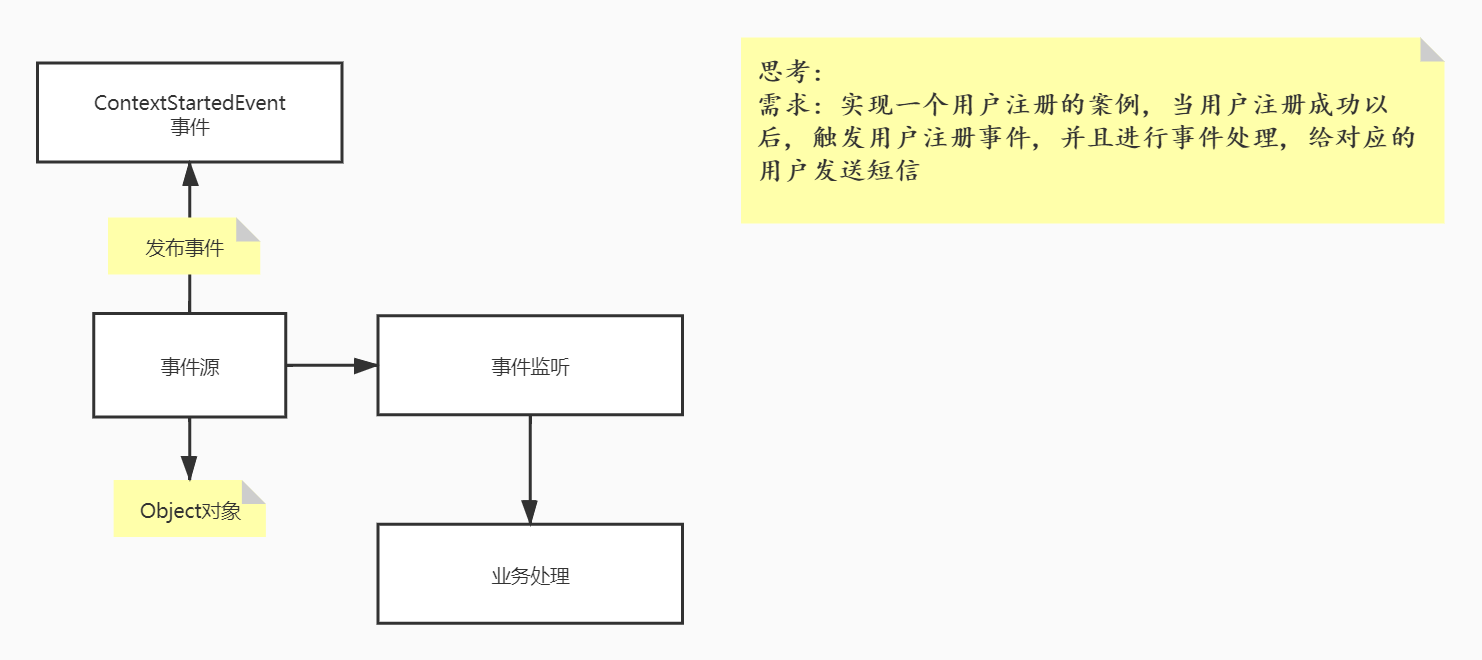 ContextStartedEvent
事件
发布事件
事件源
事件监听
Object对象
业务处理
思考：
需求：实现一个用户注册的案例，当用户注册成功以
后，触发用户注册事件，并且进行事件处理，给对应的
用户发送短信